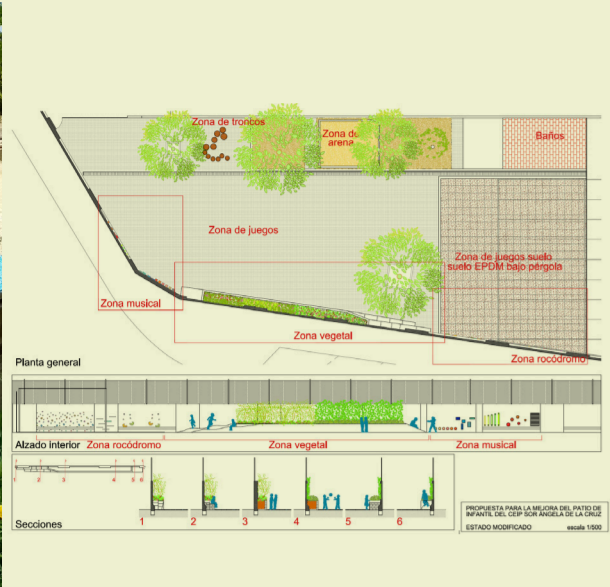 Zona de troncos
Zona de
arena
Baños
Zona de juegos
Zona de juegos suelo
suelo EPDM bajo pérgola
Zona musical
Zona vegetal
Zona rocódromo
Planta general
Alzado interior
Zona rocódromo
Zona vegetal
Zona musical
1 2 3 4 5 6
Secciones
1 2 3 4 5 6
PROPUESTA PARA LA MEJORA DEL PATIO DE
INFANTIL DEL CEIP SOR ÁNGELA DE LA CRUZ
ESTADO MODIFICADO escala 1/500